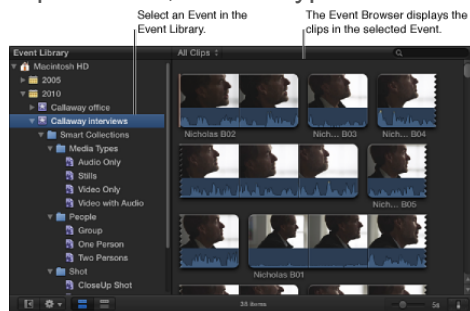 Select an Event in the
Event Library.
The Event Browser displays the
clips in the selected Event.
Event Library
All Clips
Macintosh HD
2005
2010
Callaway office
Callaway interviews
Smart Collections
Media Types
Audio Only
Stills
Video Only
Video with Audio
People
Group
One Person
Two Persons
Shot
CloseUp Shot
Nicholas B02
Nich... B03
Nich... B04
Nich... B05
Nicholas B01
38 items